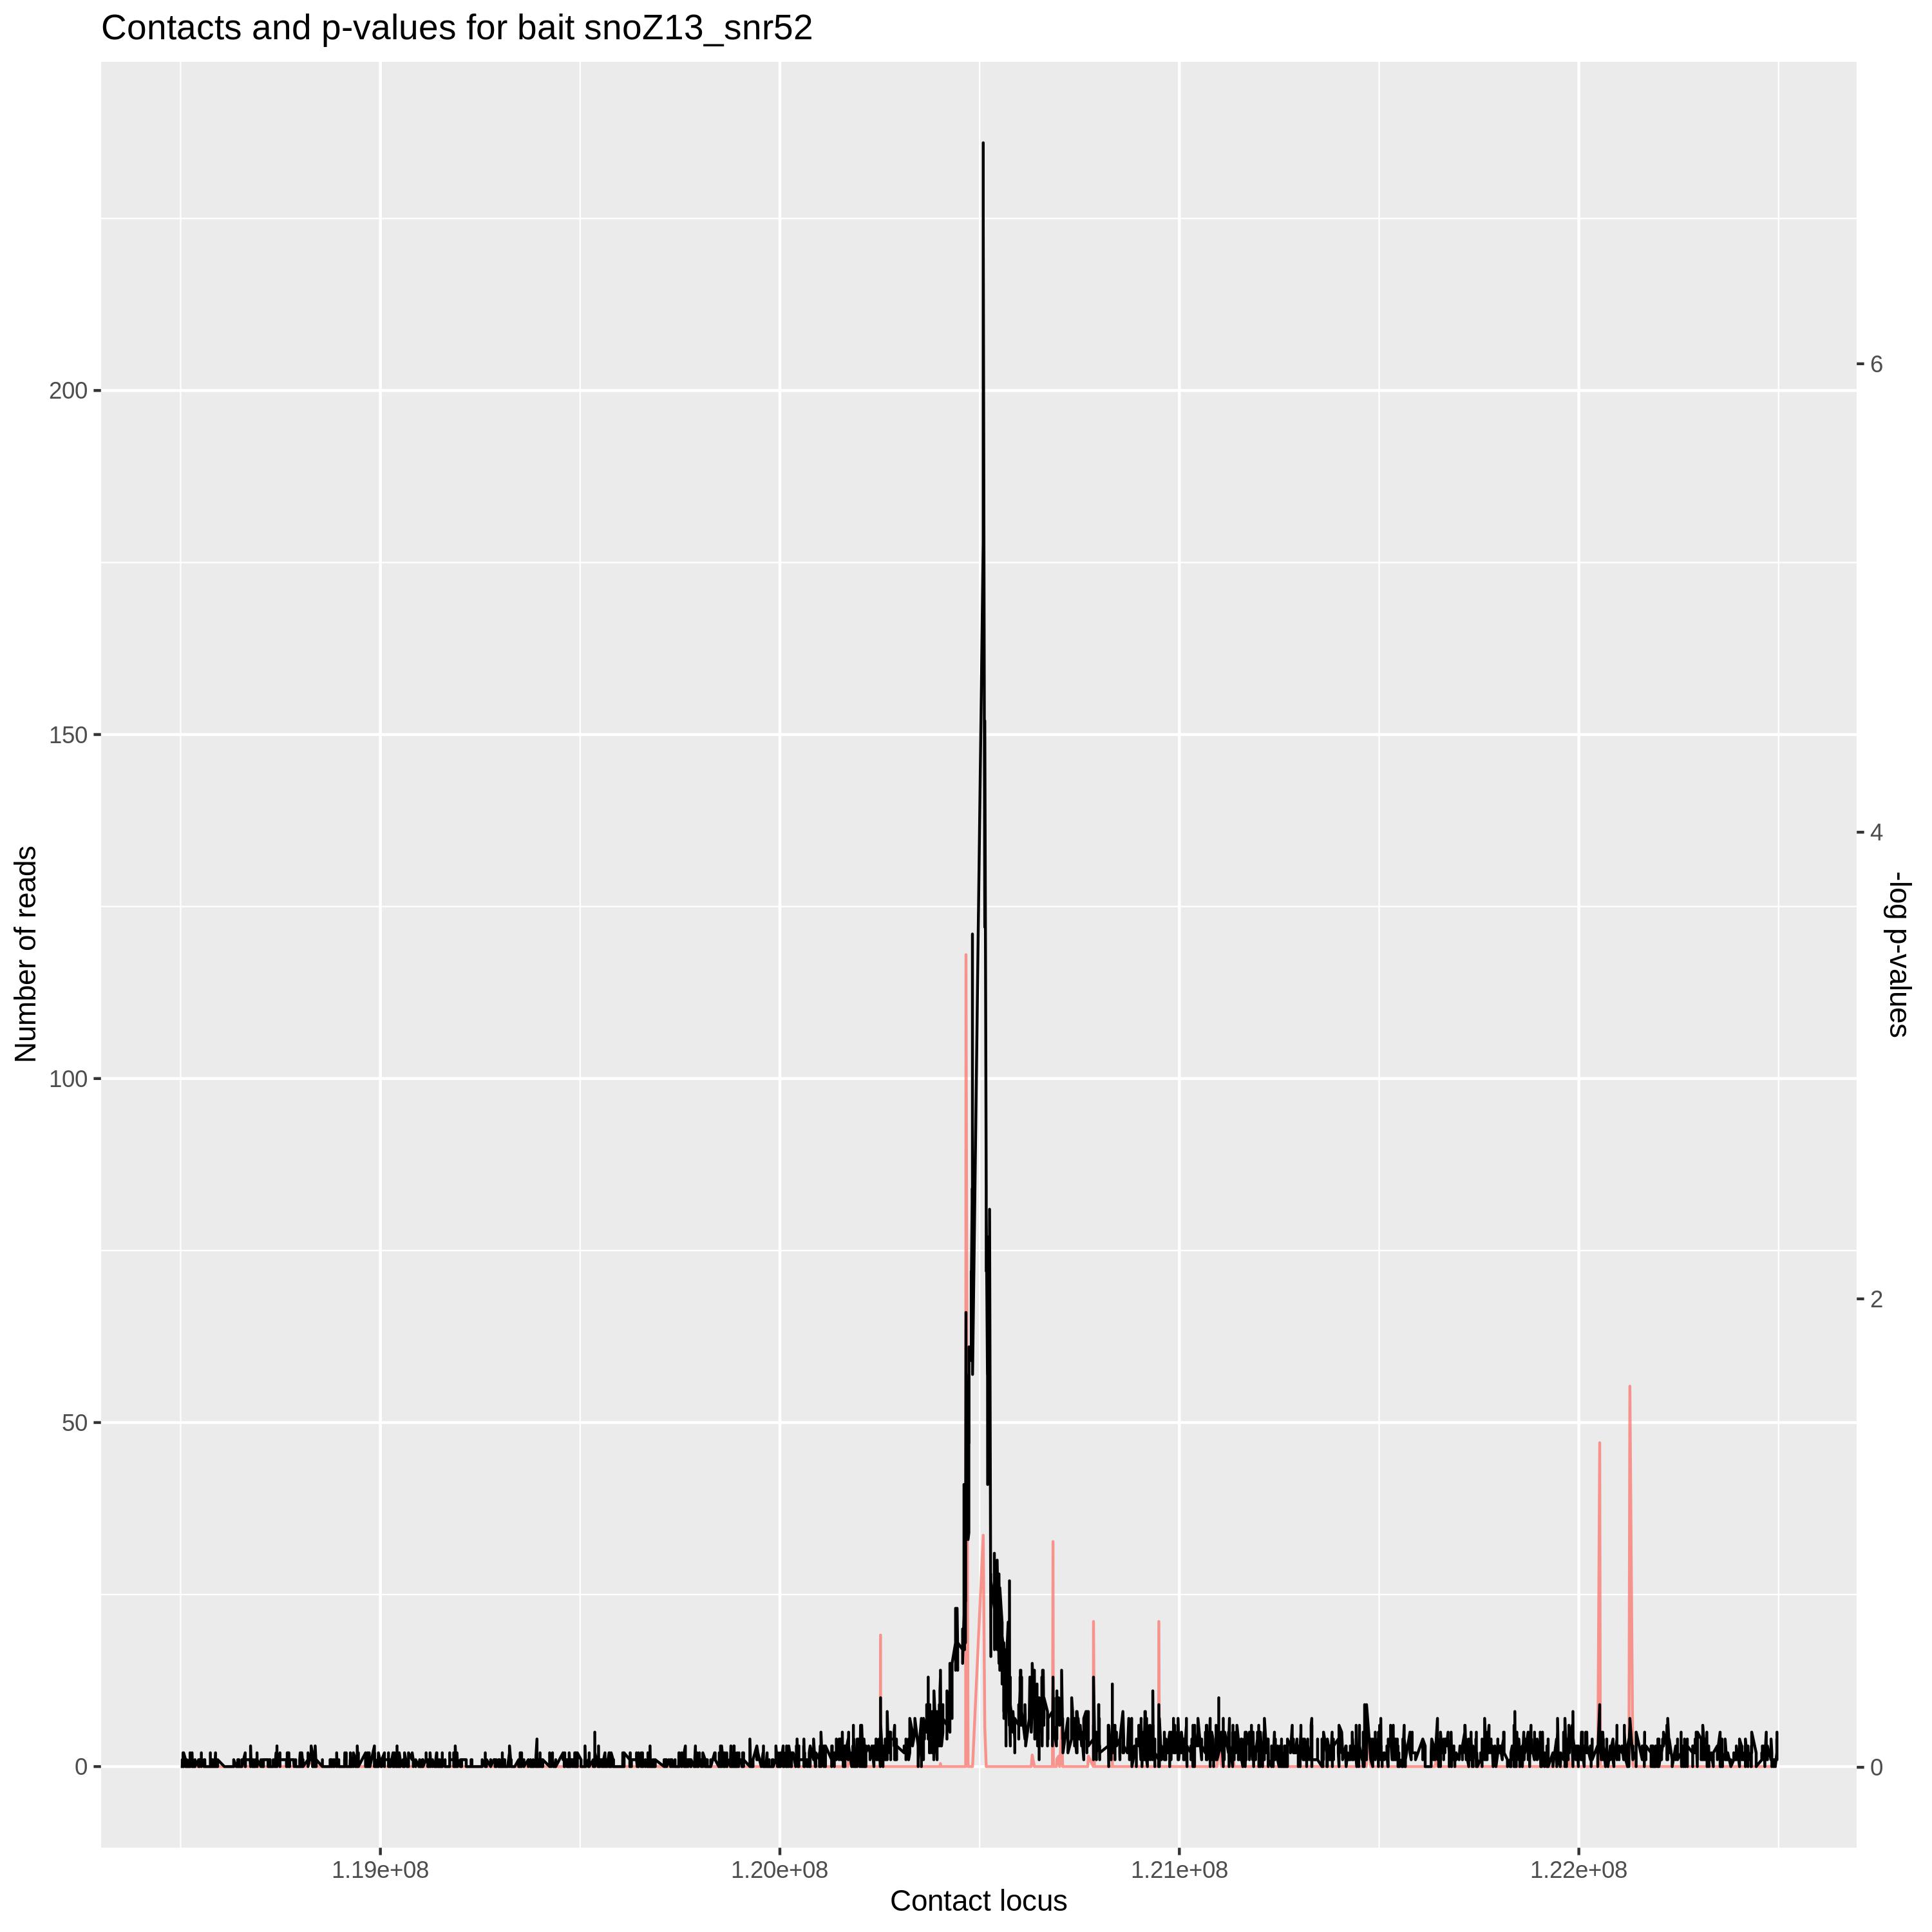 Contacts and p-values for bait snoZ13_snr52
200
150
100
50
0
Number of reads
6
4
2
0
-log p-values
1.19e+08
1.20e+08
1.21e+08
1.22e+08
Contact locus